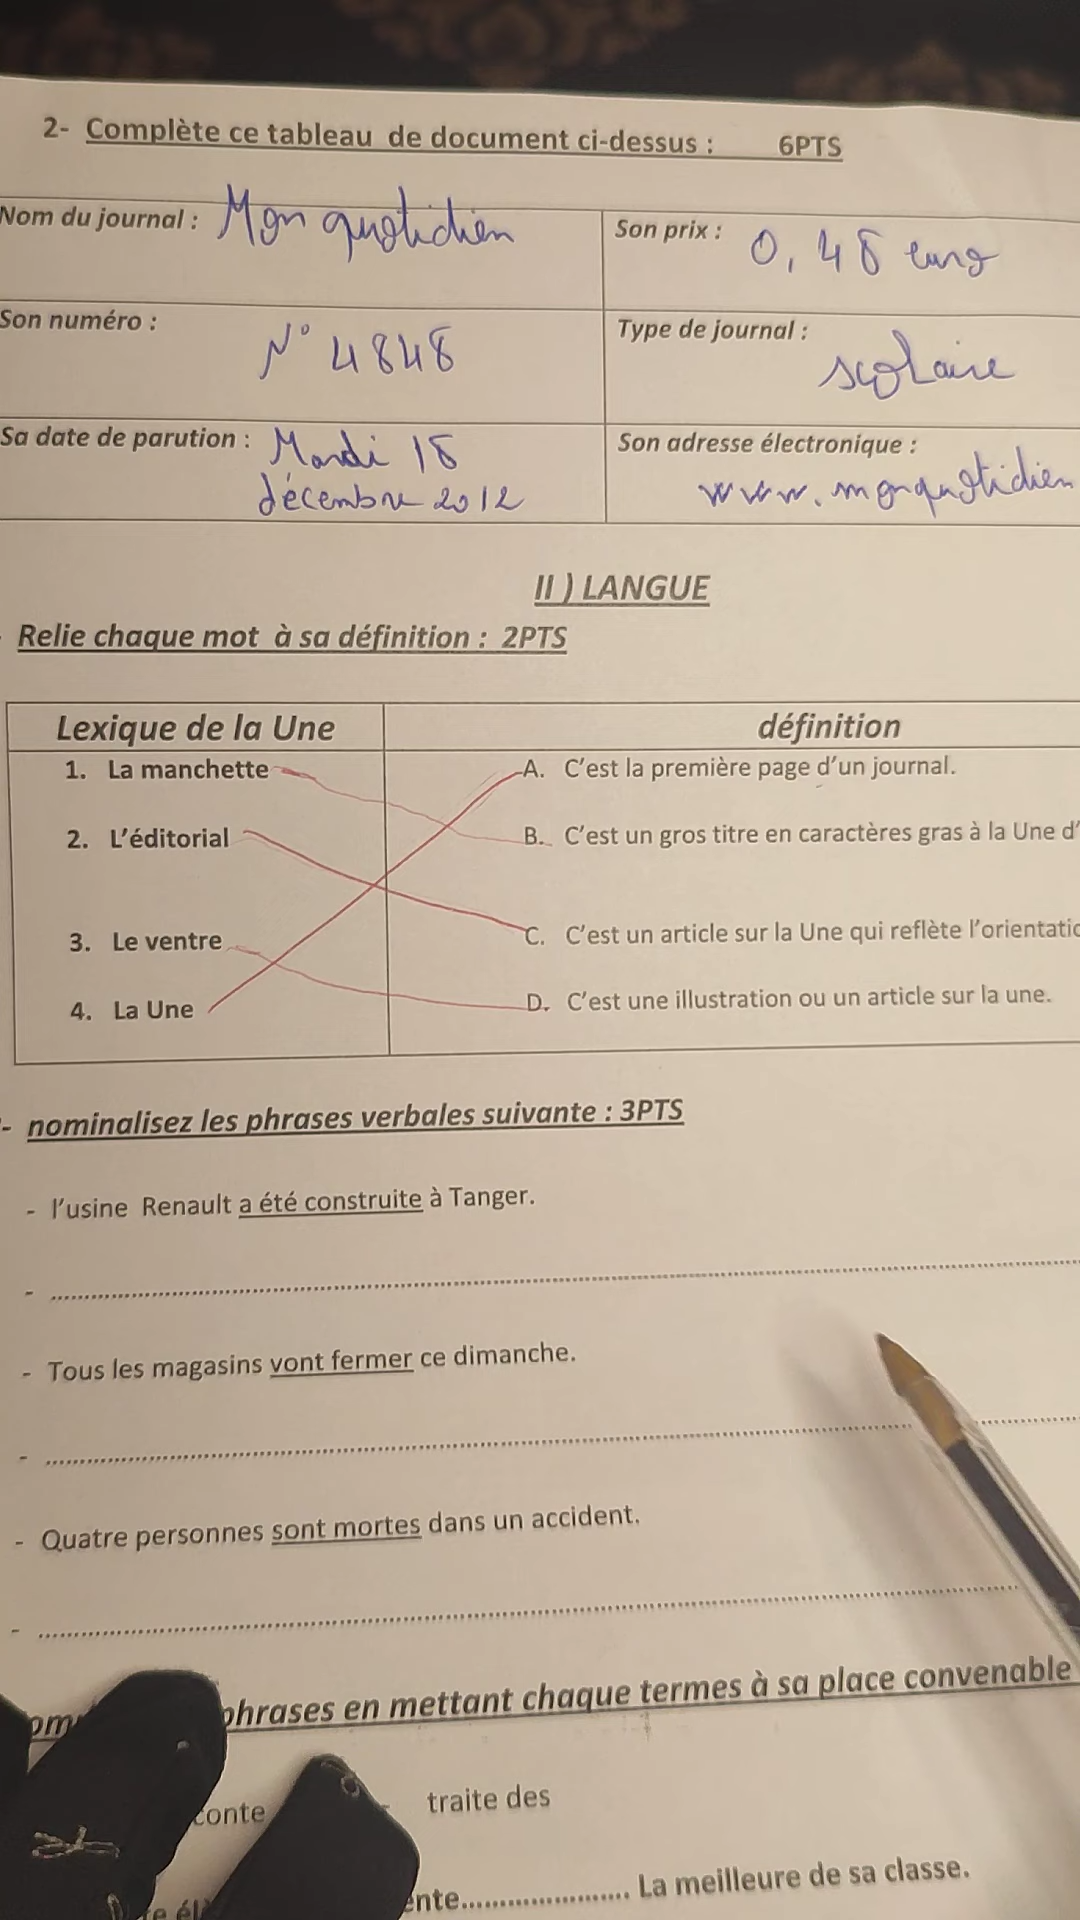 2- Complète ce tableau de document ci-dessus : 6PTS
Nom du journal : Mon quotidien
Son prix : 0,48 euro
Son numéro : N° 4848
Type de journal : scolaire
Sa date de parution : Mardi 18
décembre 2012
Son adresse électronique :
www.monquotidien
II ) LANGUE
Relie chaque mot à sa définition : 2PTS
Lexique de la Une définition
1. La manchette A. C'est la première page d'un journal.
2. L'éditorial B. C'est un gros titre en caractères gras à la Une d'
3. Le ventre C. C'est un article sur la Une qui reflète l'orientatio
4. La Une D. C'est une illustration ou un article sur la une.
- nominalisez les phrases verbales suivante : 3PTS
- l'usine Renault a été construite à Tanger.
- Tous les magasins vont fermer ce dimanche.
- Quatre personnes sont mortes dans un accident.
phrases en mettant chaque termes à sa place convenable
conte traite des
ente.................... La meilleure de sa classe.